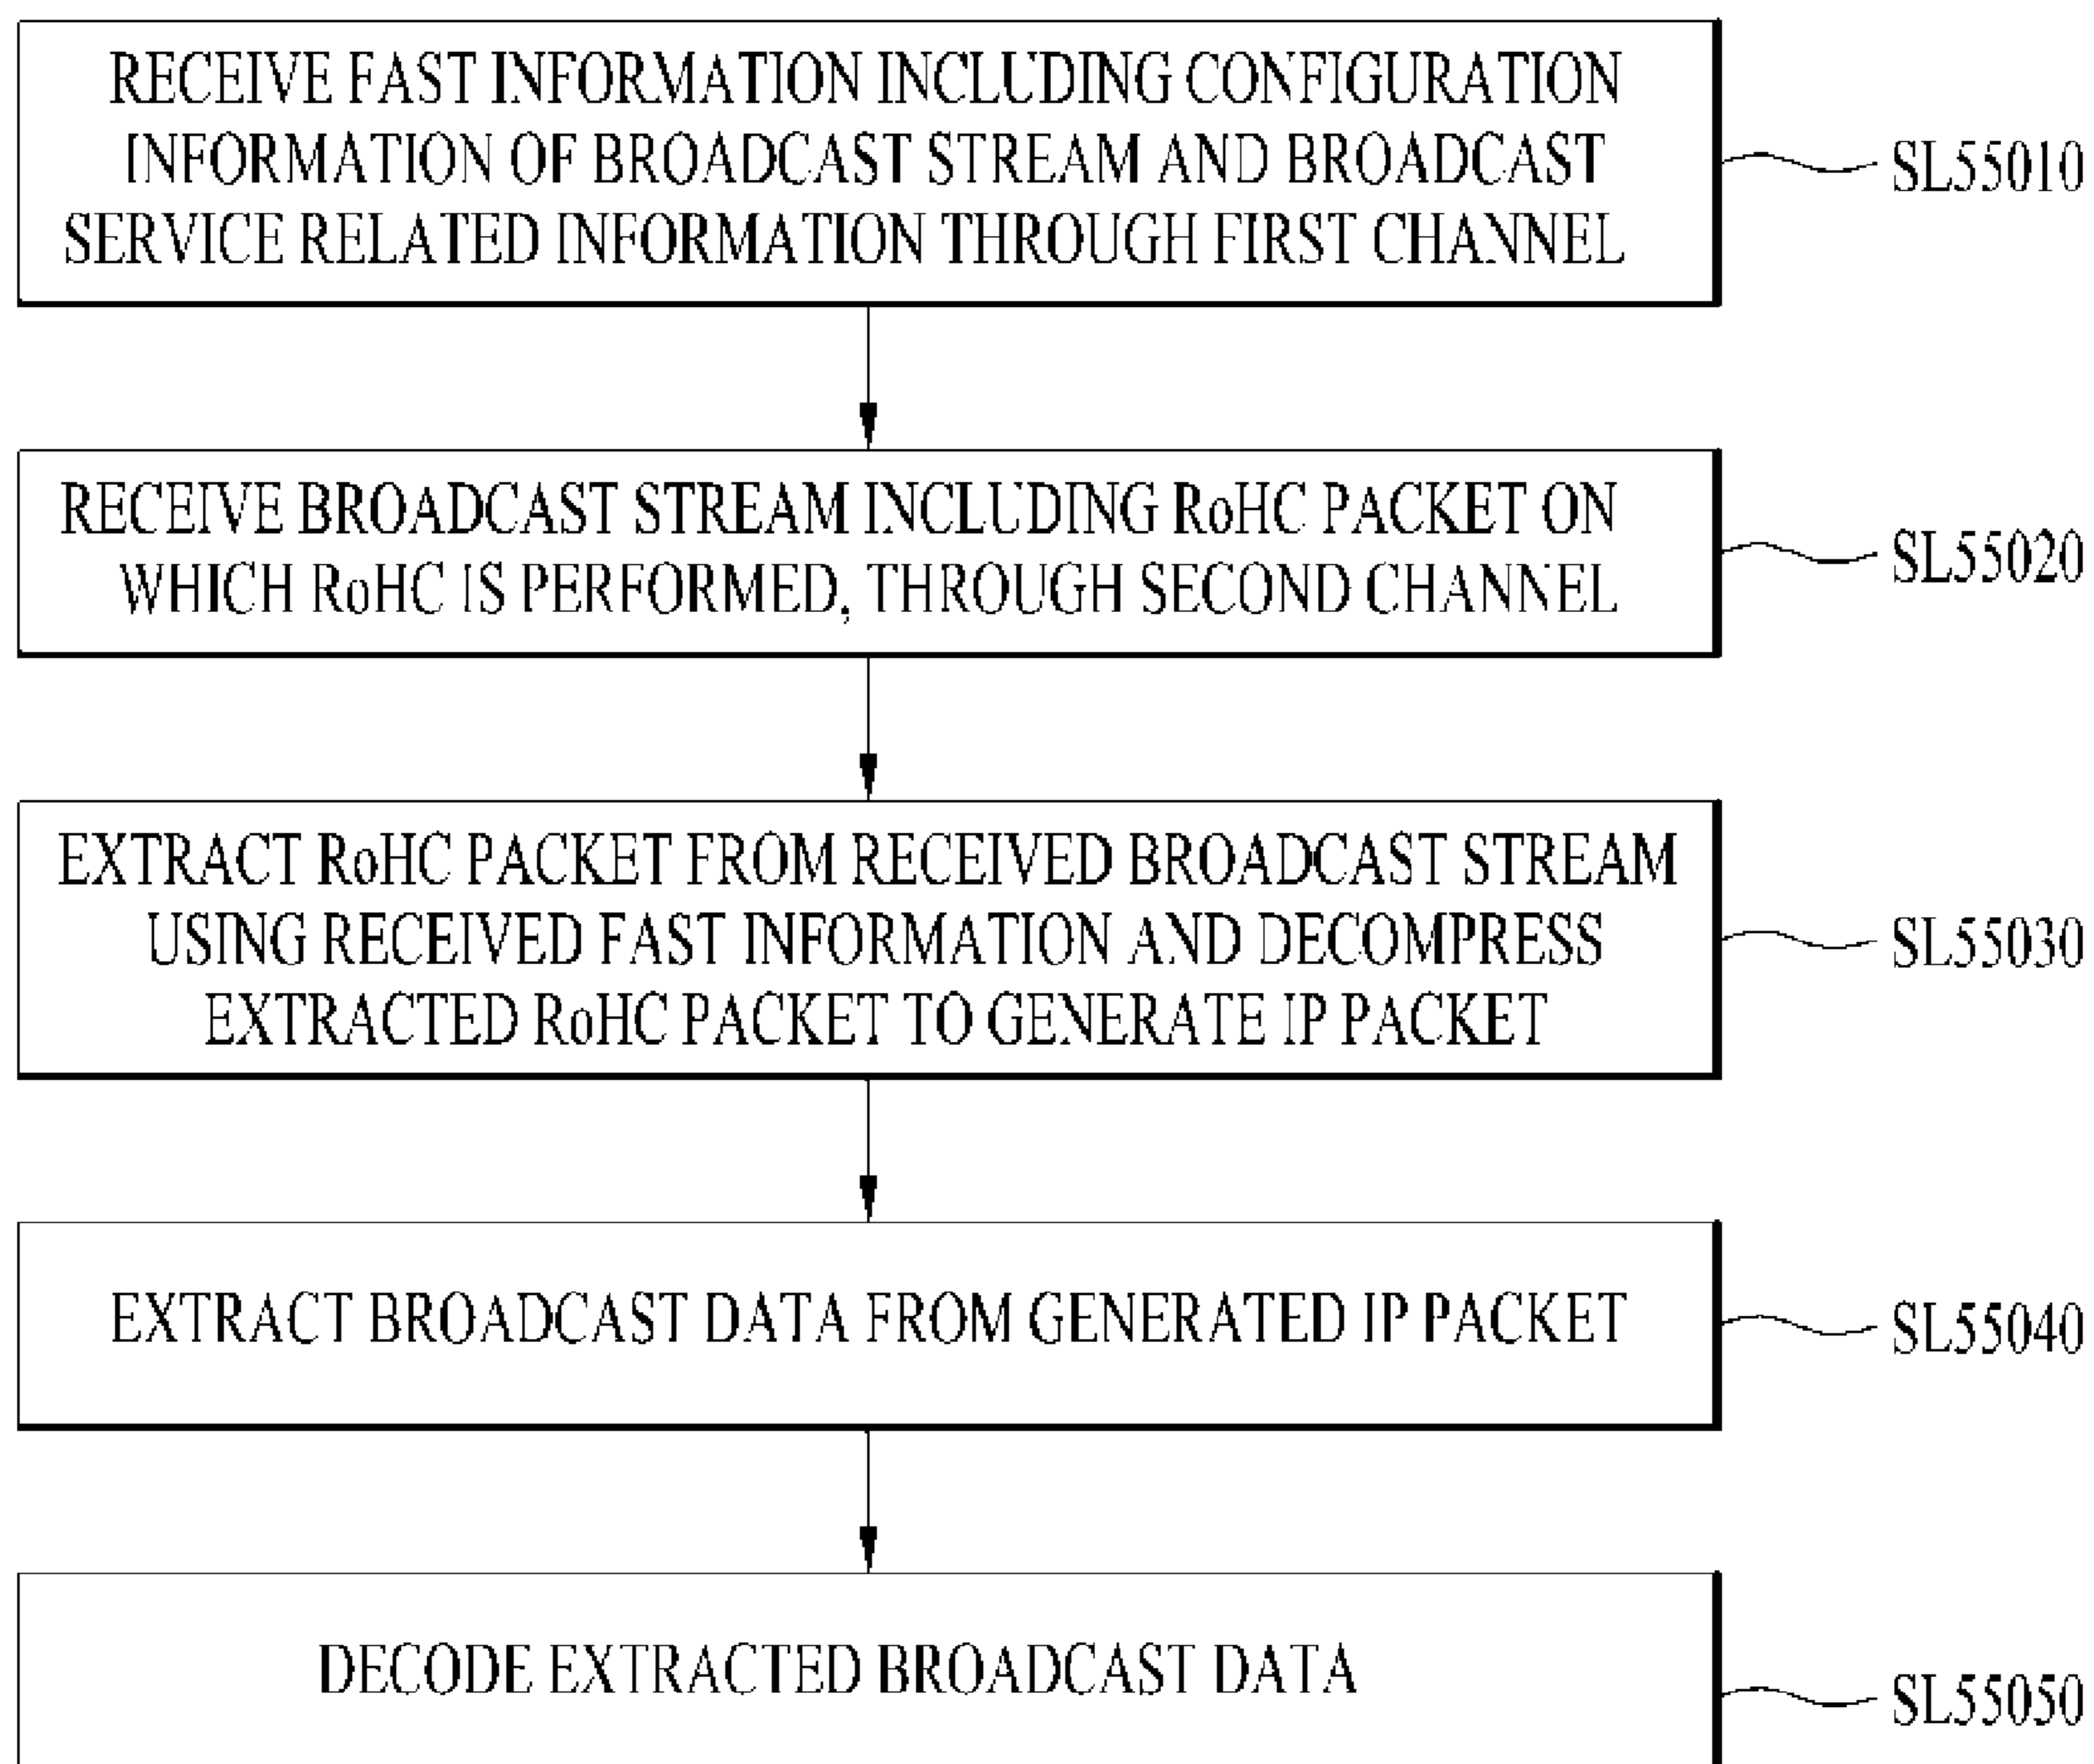 RECEIVE FAST INFORMATION INCLUDING CONFIGURATION
INFORMATION OF BROADCAST STREAM AND BROADCAST
SERVICE RELATED INFORMATION THROUGH FIRST CHANNEL
SL55010
RECEIVE BROADCAST STREAM INCLUDING RoHC PACKET ON
WHICH RoHC IS PERFORMED, THROUGH SECOND CHANNEL
SL55020
EXTRACT RoHC PACKET FROM RECEIVED BROADCAST STREAM
USING RECEIVED FAST INFORMATION AND DECOMPRESS
EXTRACTED RoHC PACKET TO GENERATE IP PACKET
SL55030
EXTRACT BROADCAST DATA FROM GENERATED IP PACKET
SL55040
DECODE EXTRACTED BROADCAST DATA
SL55050